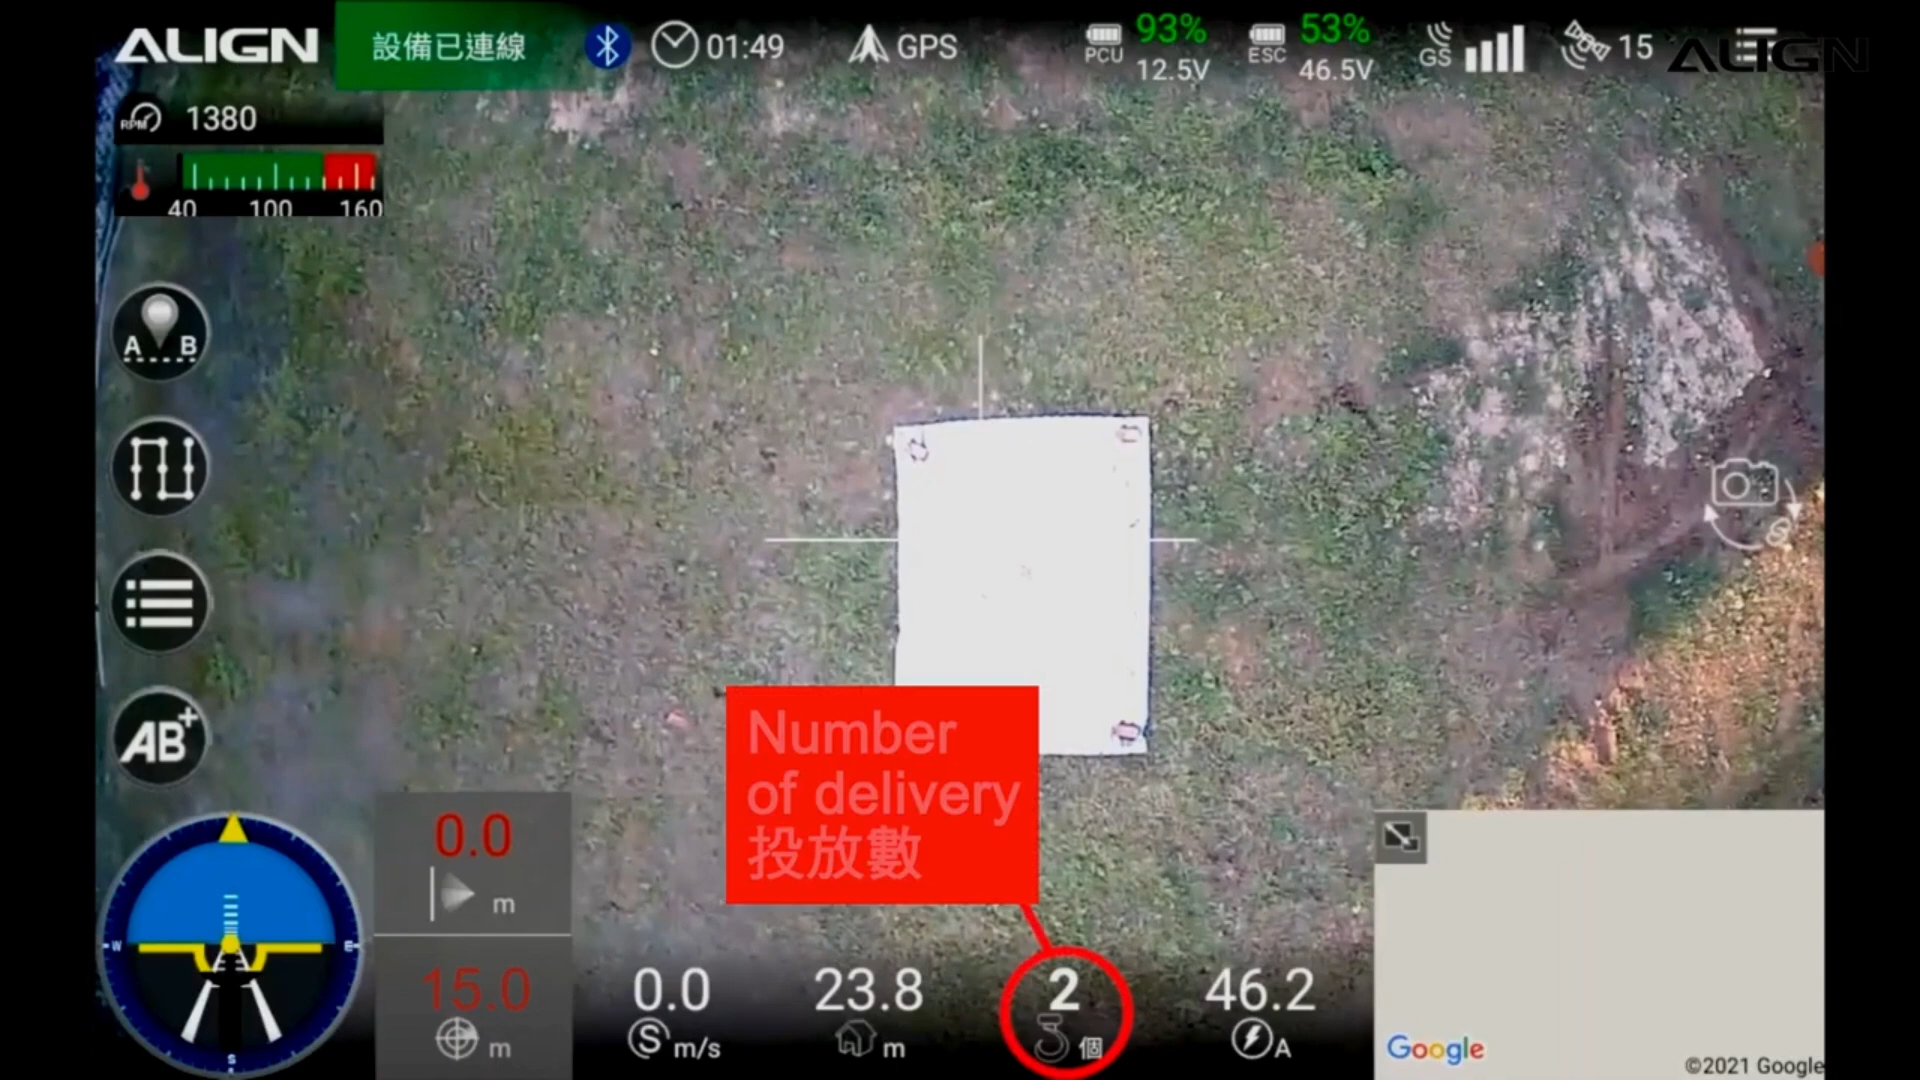 ALIGN
設備已連線
01:49
GPS
PCU
93%
12.5V
ESC
53%
46.5V
GS
15
ALIGN
RPM
1380
40
100
160
A
B
AB+
Number
of delivery
投放數
W
E
S
0.0
m
15.0
m
0.0
S m/s
23.8
m
2
個
46.2
A
Google
©2021 Google